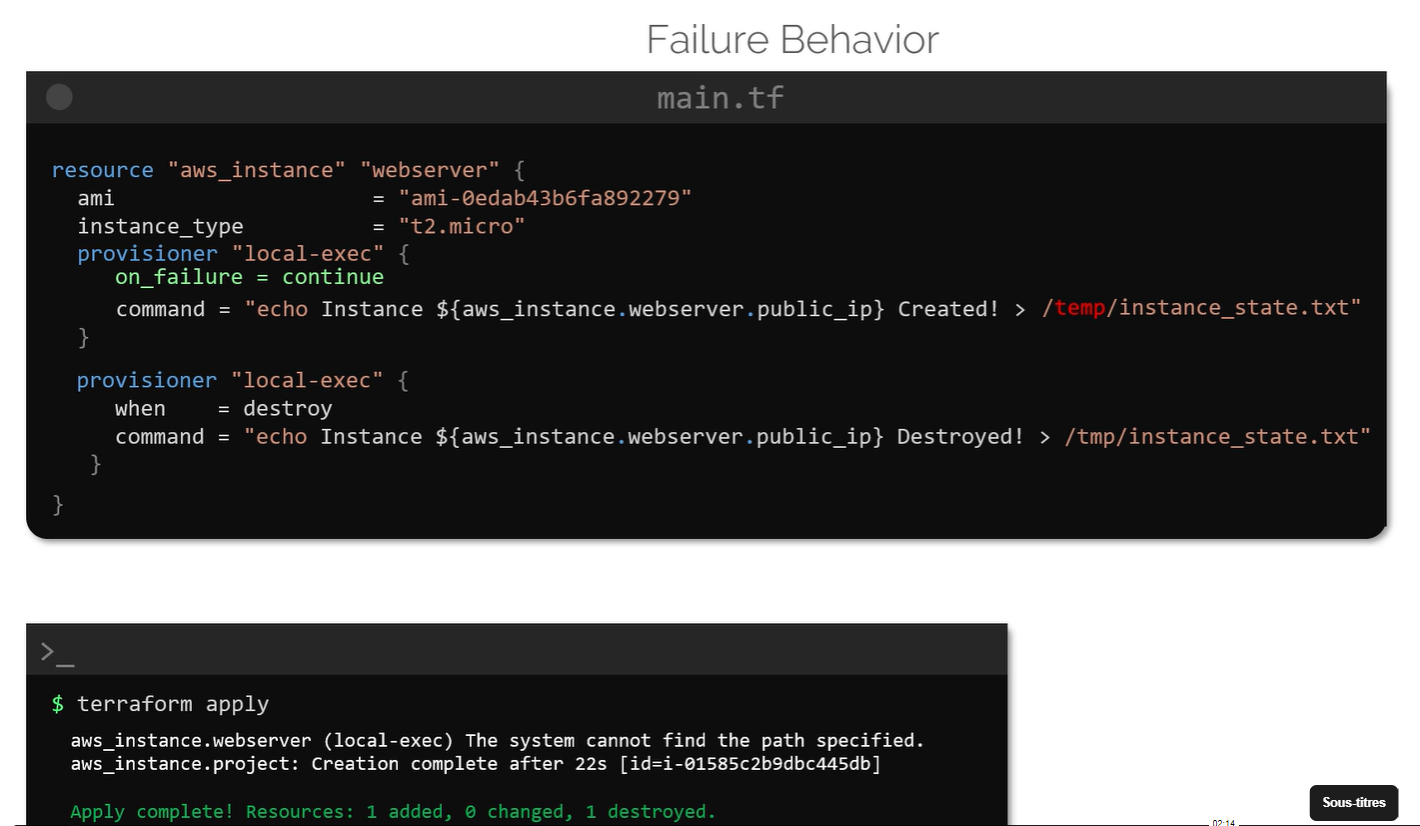 Failure Behavior
main.tf
resource "aws_instance" "webserver" {
  ami                    = "ami-0edab43b6fa892279"
  instance_type          = "t2.micro"
  provisioner "local-exec" {
     on_failure = continue
     command = "echo Instance ${aws_instance.webserver.public_ip} Created! > /temp/instance_state.txt"
  }
  provisioner "local-exec" {
     when    = destroy
     command = "echo Instance ${aws_instance.webserver.public_ip} Destroyed! > /tmp/instance_state.txt"
   }
}
>_
$ terraform apply
aws_instance.webserver (local-exec) The system cannot find the path specified.
aws_instance.project: Creation complete after 22s [id=i-01585c2b9dbc445db]
Apply complete! Resources: 1 added, 0 changed, 1 destroyed.
Sous-titres
02:14